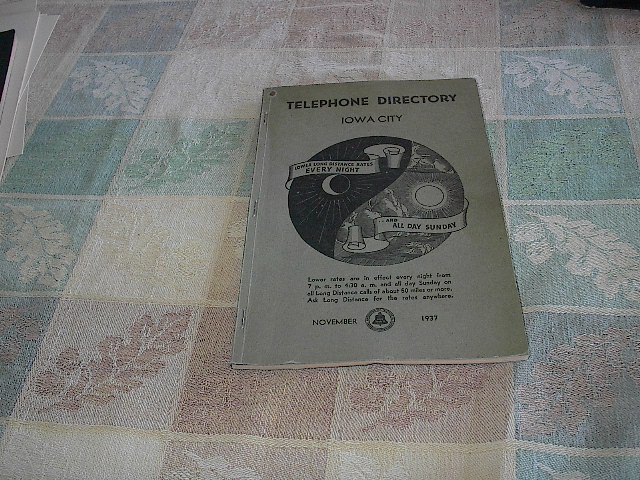 TELEPHONE DIRECTORY
IOWA CITY
LOWER LONG DISTANCE RATES
EVERY NIGHT
...AND
ALL DAY SUNDAY
Lower rates are in effect every night from
7 p. m. to 4:30 a. m. and all day Sunday on
all Long Distance calls of about 50 miles or more.
Ask Long Distance for the rates anywhere.
NOVEMBER 1937